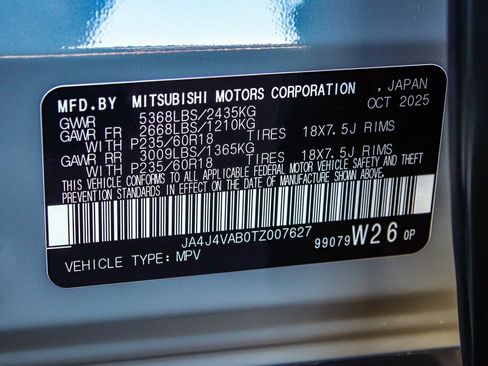 MFD.BY MITSUBISHI MOTORS CORPORATION , JAPAN
GVWR 5368LBS/2435KG OCT 2025
GAWR FR 2668LBS/1210KG
WITH P235/60R18 TIRES 18X7.5J RIMS
GAWR RR 3009LBS/1365KG
WITH P235/60R18 TIRES 18X7.5J RIMS
THIS VEHICLE CONFORMS TO ALL APPLICABLE FEDERAL MOTOR VEHICLE SAFETY AND THEFT
PREVENTION STANDARDS IN EFFECT ON THE DATE OF MANUFACTURE SHOWN ABOVE.
JA4J4VAB0TZ007627
99079 W26 0P
VEHICLE TYPE: MPV